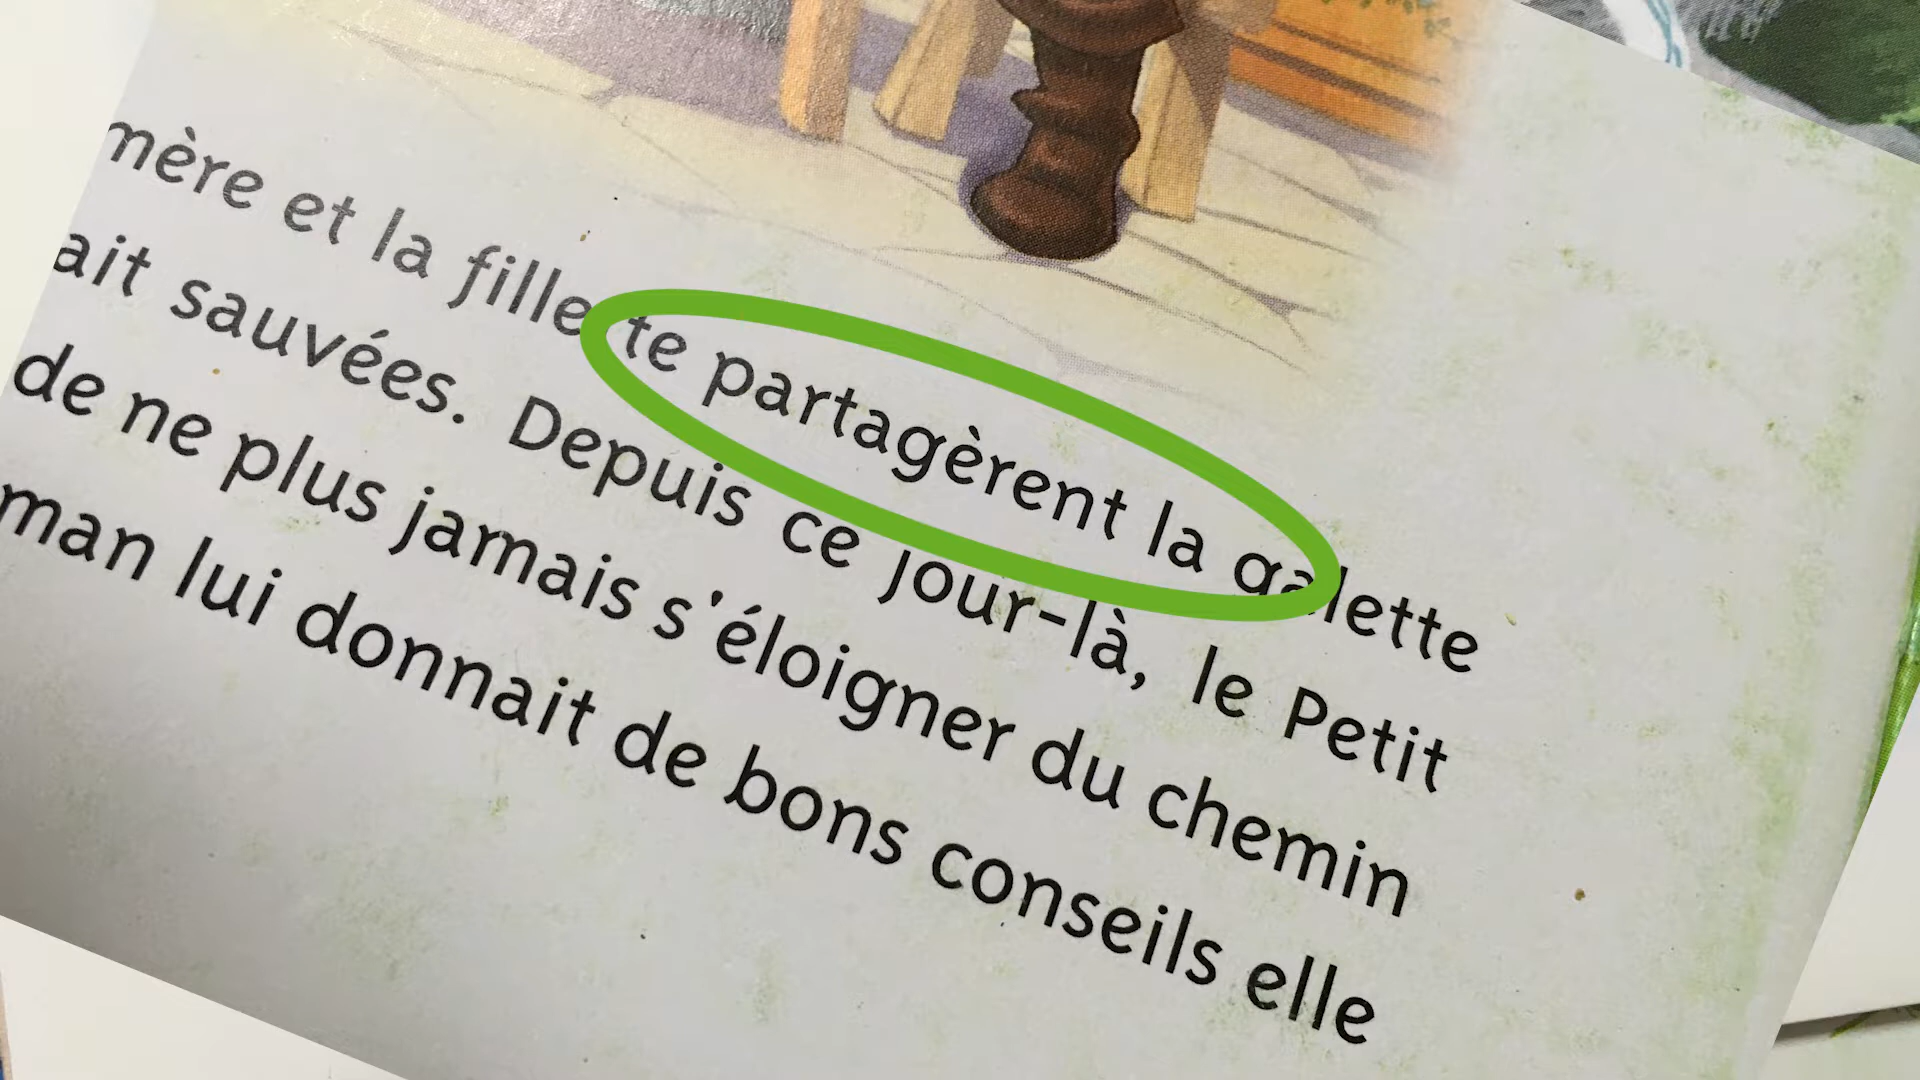 mère et la fillette partagèrent la galette
ait sauvées. Depuis ce jour-là, le Petit
de ne plus jamais s'éloigner du chemin
man lui donnait de bons conseils elle